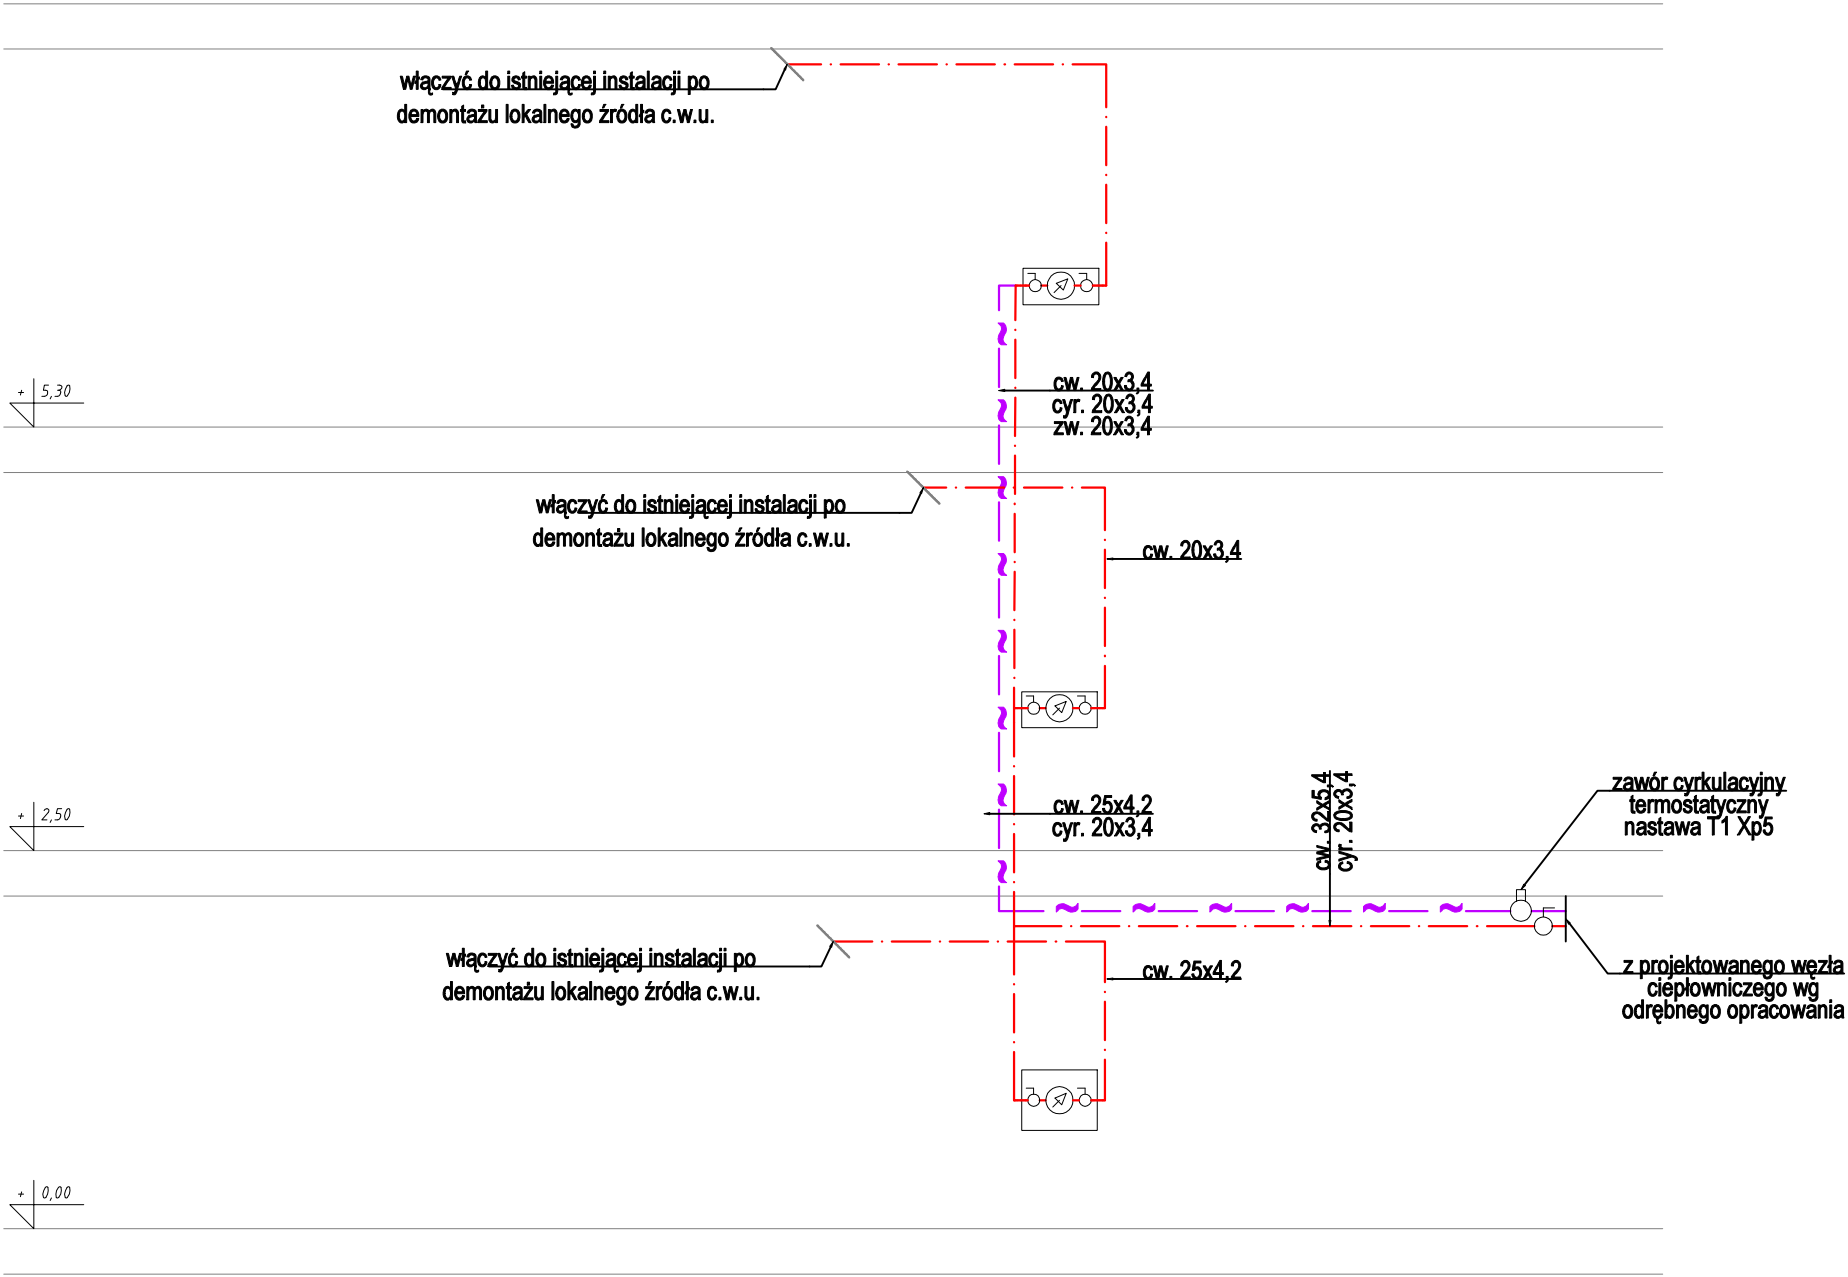 włączyć do istniejącej instalacji po
demontażu lokalnego źródła c.w.u.
cw. 20x3,4
cyr. 20x3,4
zw. 20x3,4
+ 5,30
włączyć do istniejącej instalacji po
demontażu lokalnego źródła c.w.u.
cw. 20x3,4
+ 2,50
cw. 25x4,2
cyr. 20x3,4
cw. 32x5,4
cyr. 20x3,4
zawór cyrkulacyjny
termostatyczny
nastawa T1 Xp5
włączyć do istniejącej instalacji po
demontażu lokalnego źródła c.w.u.
cw. 25x4,2
z projektowanego węzła
ciepłowniczego wg
odrębnego opracowania
+ 0,00